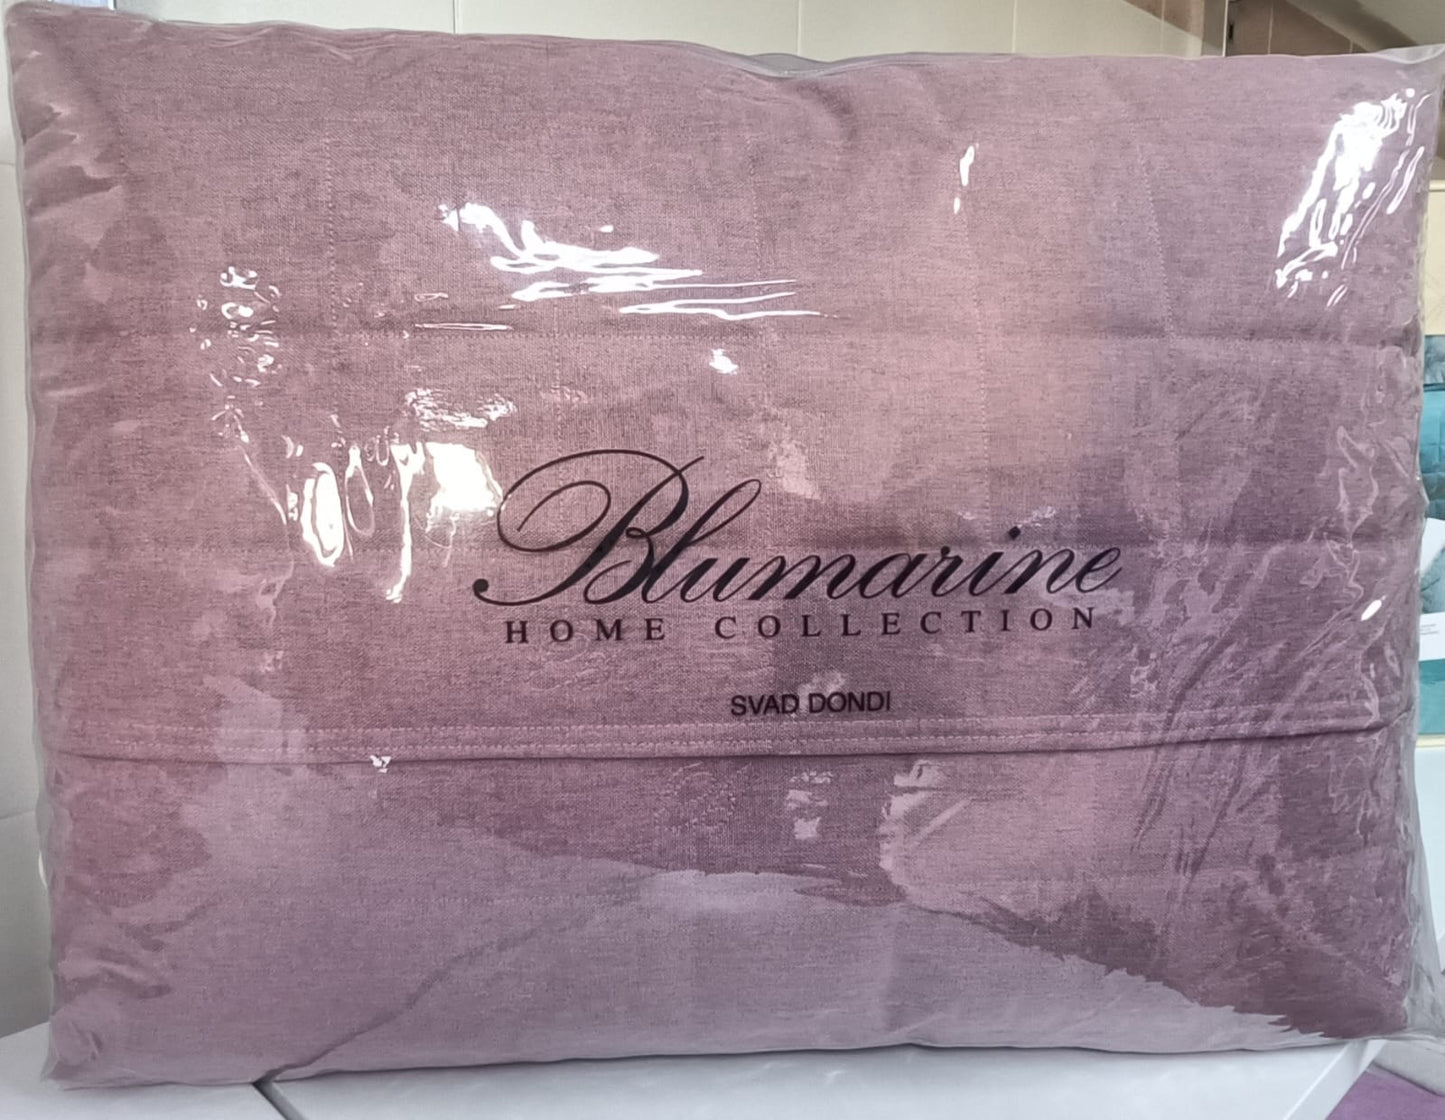 Blumarine
HOME COLLECTION
SVAD DONDI